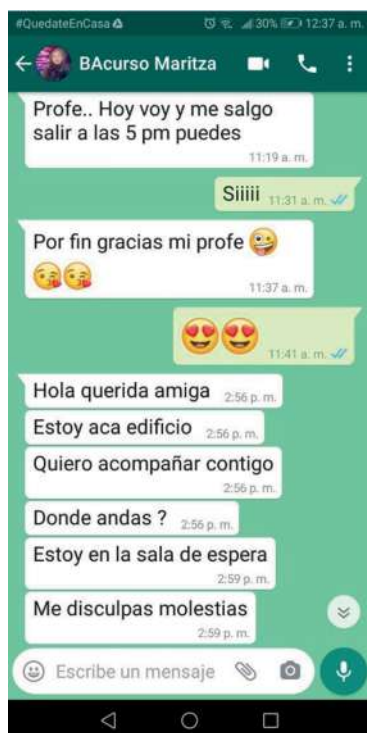 #QuedateEnCasa 30% 12:37 a. m.
BAcurso Maritza
Profe.. Hoy voy y me salgo
salir a las 5 pm puedes
11:19 a. m.
Siiiii 11:31 a. m.
Por fin gracias mi profe 🤪
😘😘 11:37 a. m.
😍😍 11:41 a. m.
Hola querida amiga 2:56 p. m.
Estoy aca edificio 2:56 p. m.
Quiero acompañar contigo
2:56 p. m.
Donde andas ? 2:56 p. m.
Estoy en la sala de espera
2:59 p. m.
Me disculpas molestias
2:59 p. m.
Escribe un mensaje